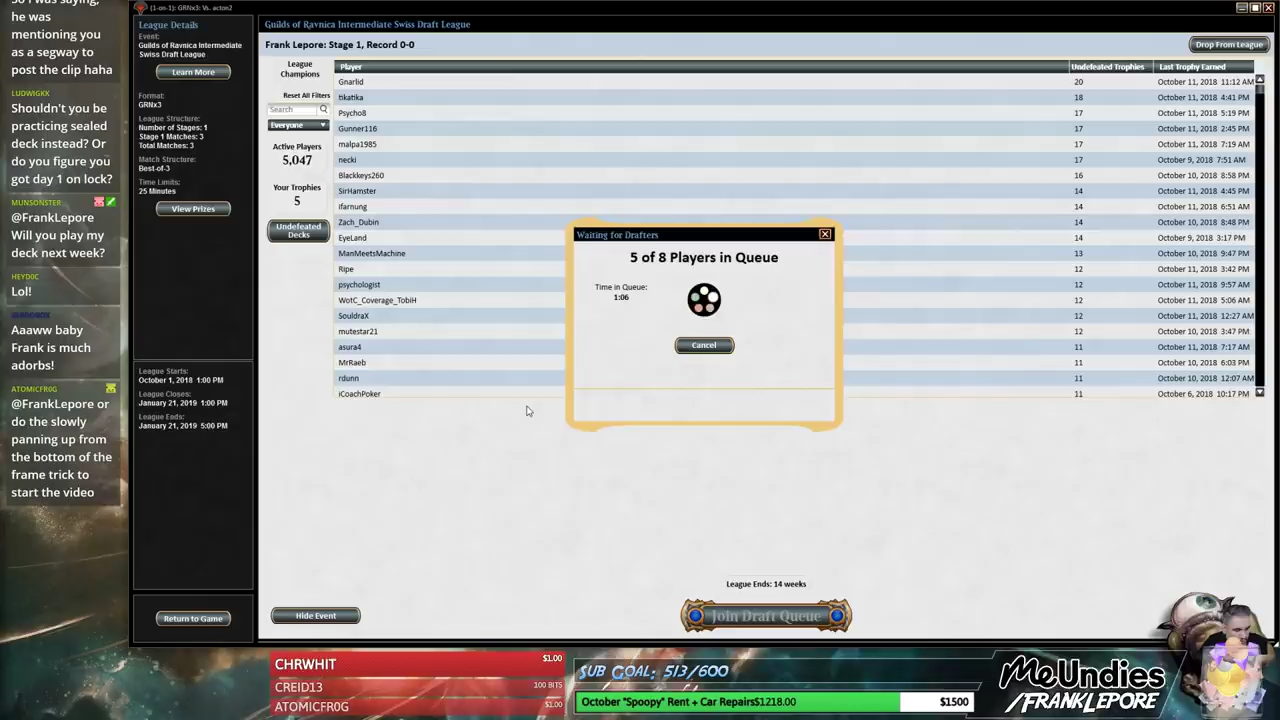 So I was saying,
he was
mentioning you
as a segway to
post the clip haha
LUDWIGKK
Shouldn't you be
practicing sealed
deck instead? Or
do you figure you
got day 1 on lock?
MUNSONSTER
@FrankLepore
Will you play my
deck next week?
HEYD0C
Lol!
Aaaww baby
Frank is much
adorbs!
ATOMICFR0G
@FrankLepore or
do the slowly
panning up from
the bottom of the
frame trick to
start the video
(1-on-1): GRNx3: Vs. acton2
League Details
Event:
Guilds of Ravnica Intermediate
Swiss Draft League
Learn More
Format:
GRNx3
League Structure:
Number of Stages: 1
Stage 1 Matches: 3
Total Matches: 3
Match Structure:
Best-of-3
Time Limits:
25 Minutes
View Prizes
League Starts:
October 1, 2018 1:00 PM
League Closes:
January 21, 2019 1:00 PM
League Ends:
January 21, 2019 5:00 PM
Return to Game
Guilds of Ravnica Intermediate Swiss Draft League
Frank Lepore: Stage 1, Record 0-0
Drop From League
League
Champions
Reset All Filters
Search
Everyone
Active Players
5,047
Your Trophies
5
Undefeated
Decks
Player Undefeated Trophies Last Trophy Earned
Gnarlid 20 October 11, 2018 11:12 AM
tikatika 18 October 11, 2018 4:41 PM
Psycho8 17 October 11, 2018 5:19 PM
Gunner116 17 October 11, 2018 2:45 PM
malpa1985 17 October 11, 2018 7:19 AM
necki 17 October 9, 2018 7:51 AM
Blackkeys260 16 October 10, 2018 8:58 PM
SirHamster 14 October 11, 2018 4:45 PM
ifarnung 14 October 11, 2018 6:51 AM
Zach_Dubin 14 October 10, 2018 8:48 PM
EyeLand 14 October 9, 2018 3:17 PM
ManMeetsMachine 13 October 10, 2018 9:47 PM
Ripe 12 October 11, 2018 3:42 PM
psychologist 12 October 11, 2018 9:57 AM
WotC_Coverage_TobiH 12 October 11, 2018 5:06 AM
SouldraX 12 October 11, 2018 12:27 AM
mutestar21 12 October 10, 2018 3:47 PM
asura4 11 October 11, 2018 7:17 AM
MrRaeb 11 October 10, 2018 6:03 PM
rdunn 11 October 10, 2018 12:07 AM
iCoachPoker 11 October 6, 2018 10:17 PM
Waiting for Drafters
5 of 8 Players in Queue
Time in Queue:
1:06
Cancel
League Ends: 14 weeks
Hide Event
Join Draft Queue
CHRWHIT $1.00
CREID13 100 BITS
ATOMICFR0G $1.00
SUB GOAL: 513/600
October "Spoopy" Rent + Car Repairs $1218.00 $1500
MeUndies
/FRANKLEPORE